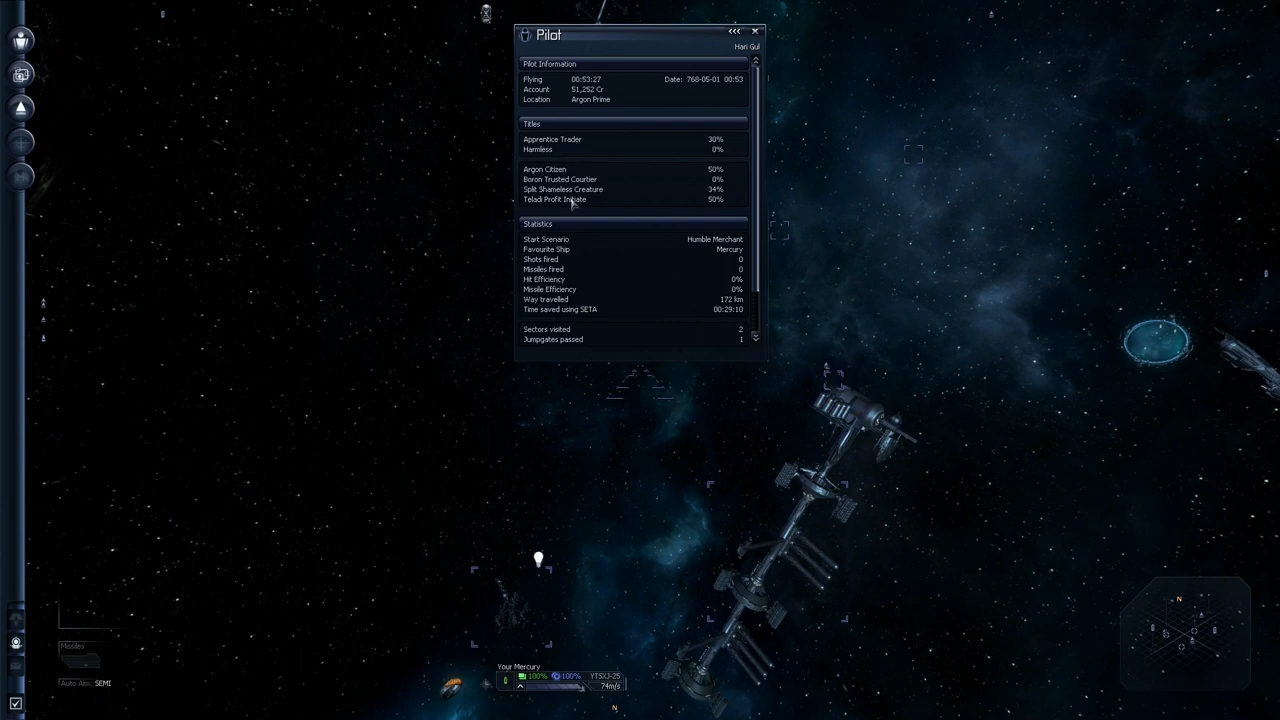 Pilot
Hari Gul
Pilot Information
Flying 00:53:27 Date: 768-05-01 00:53
Account 51,252 Cr
Location Argon Prime
Titles
Apprentice Trader 30%
Harmless 0%
Argon Citizen 50%
Boron Trusted Courtier 0%
Split Shameless Creature 34%
Teladi Profit Initiate 50%
Statistics
Start Scenario Humble Merchant
Favourite Ship Mercury
Shots fired 0
Missiles fired 0
Hit Efficiency 0%
Missile Efficiency 0%
Way travelled 172 km
Time saved using SETA 00:29:10
Sectors visited 2
Jumpgates passed 1
N
Missiles
Auto Aim: SEMI
Your Mercury
100% 100% YTSXJ-25
74m/s
N